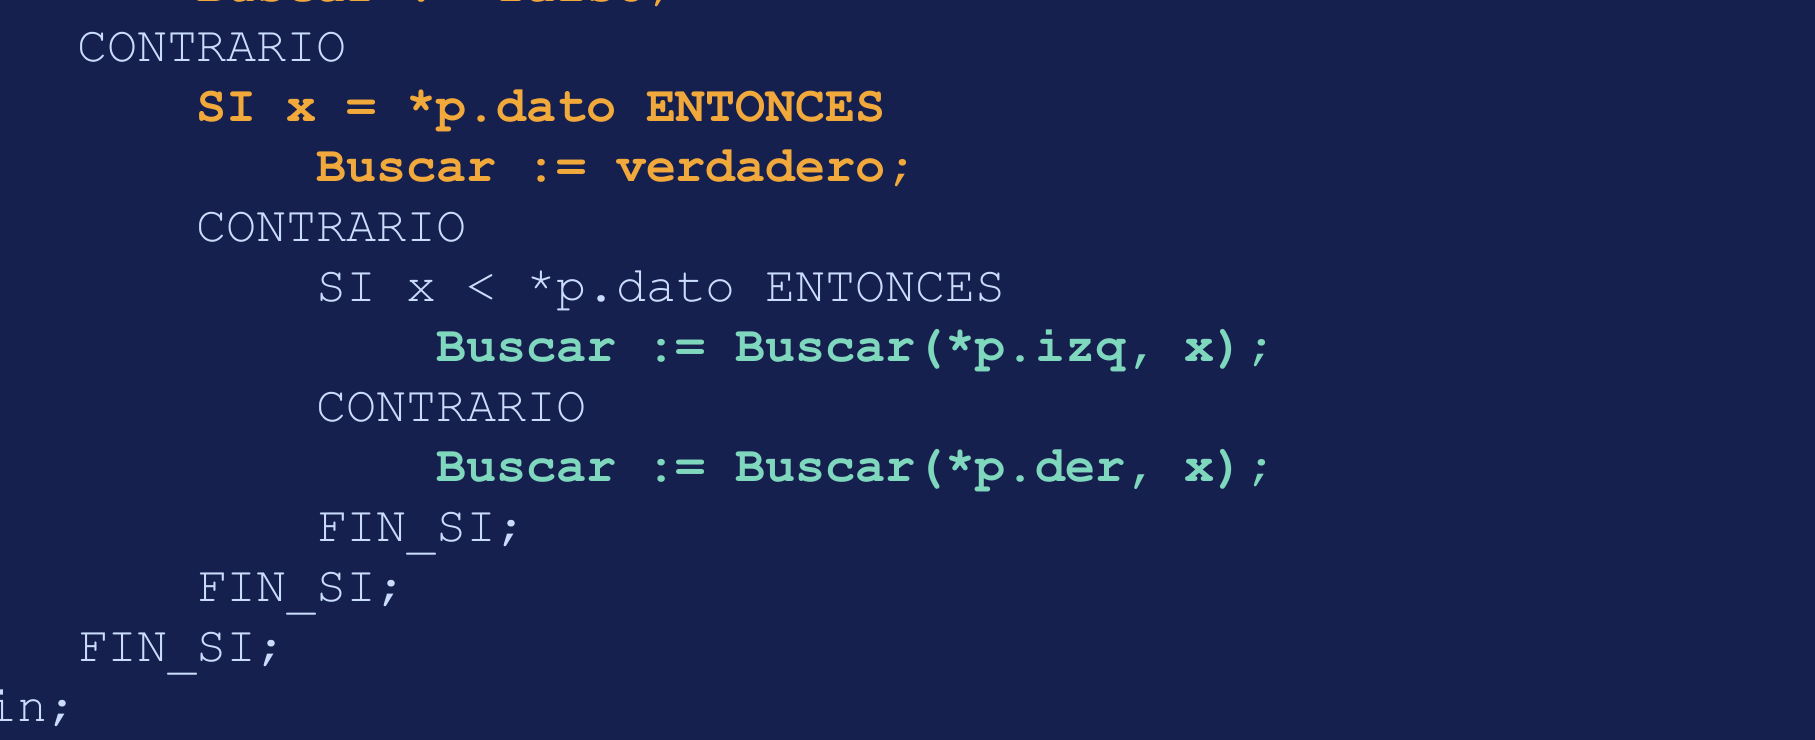 CONTRARIO
SI x = *p.dato ENTONCES
Buscar := verdadero;
CONTRARIO
SI x < *p.dato ENTONCES
Buscar := Buscar(*p.izq, x);
CONTRARIO
Buscar := Buscar(*p.der, x);
FIN_SI;
FIN_SI;
FIN_SI;
in;